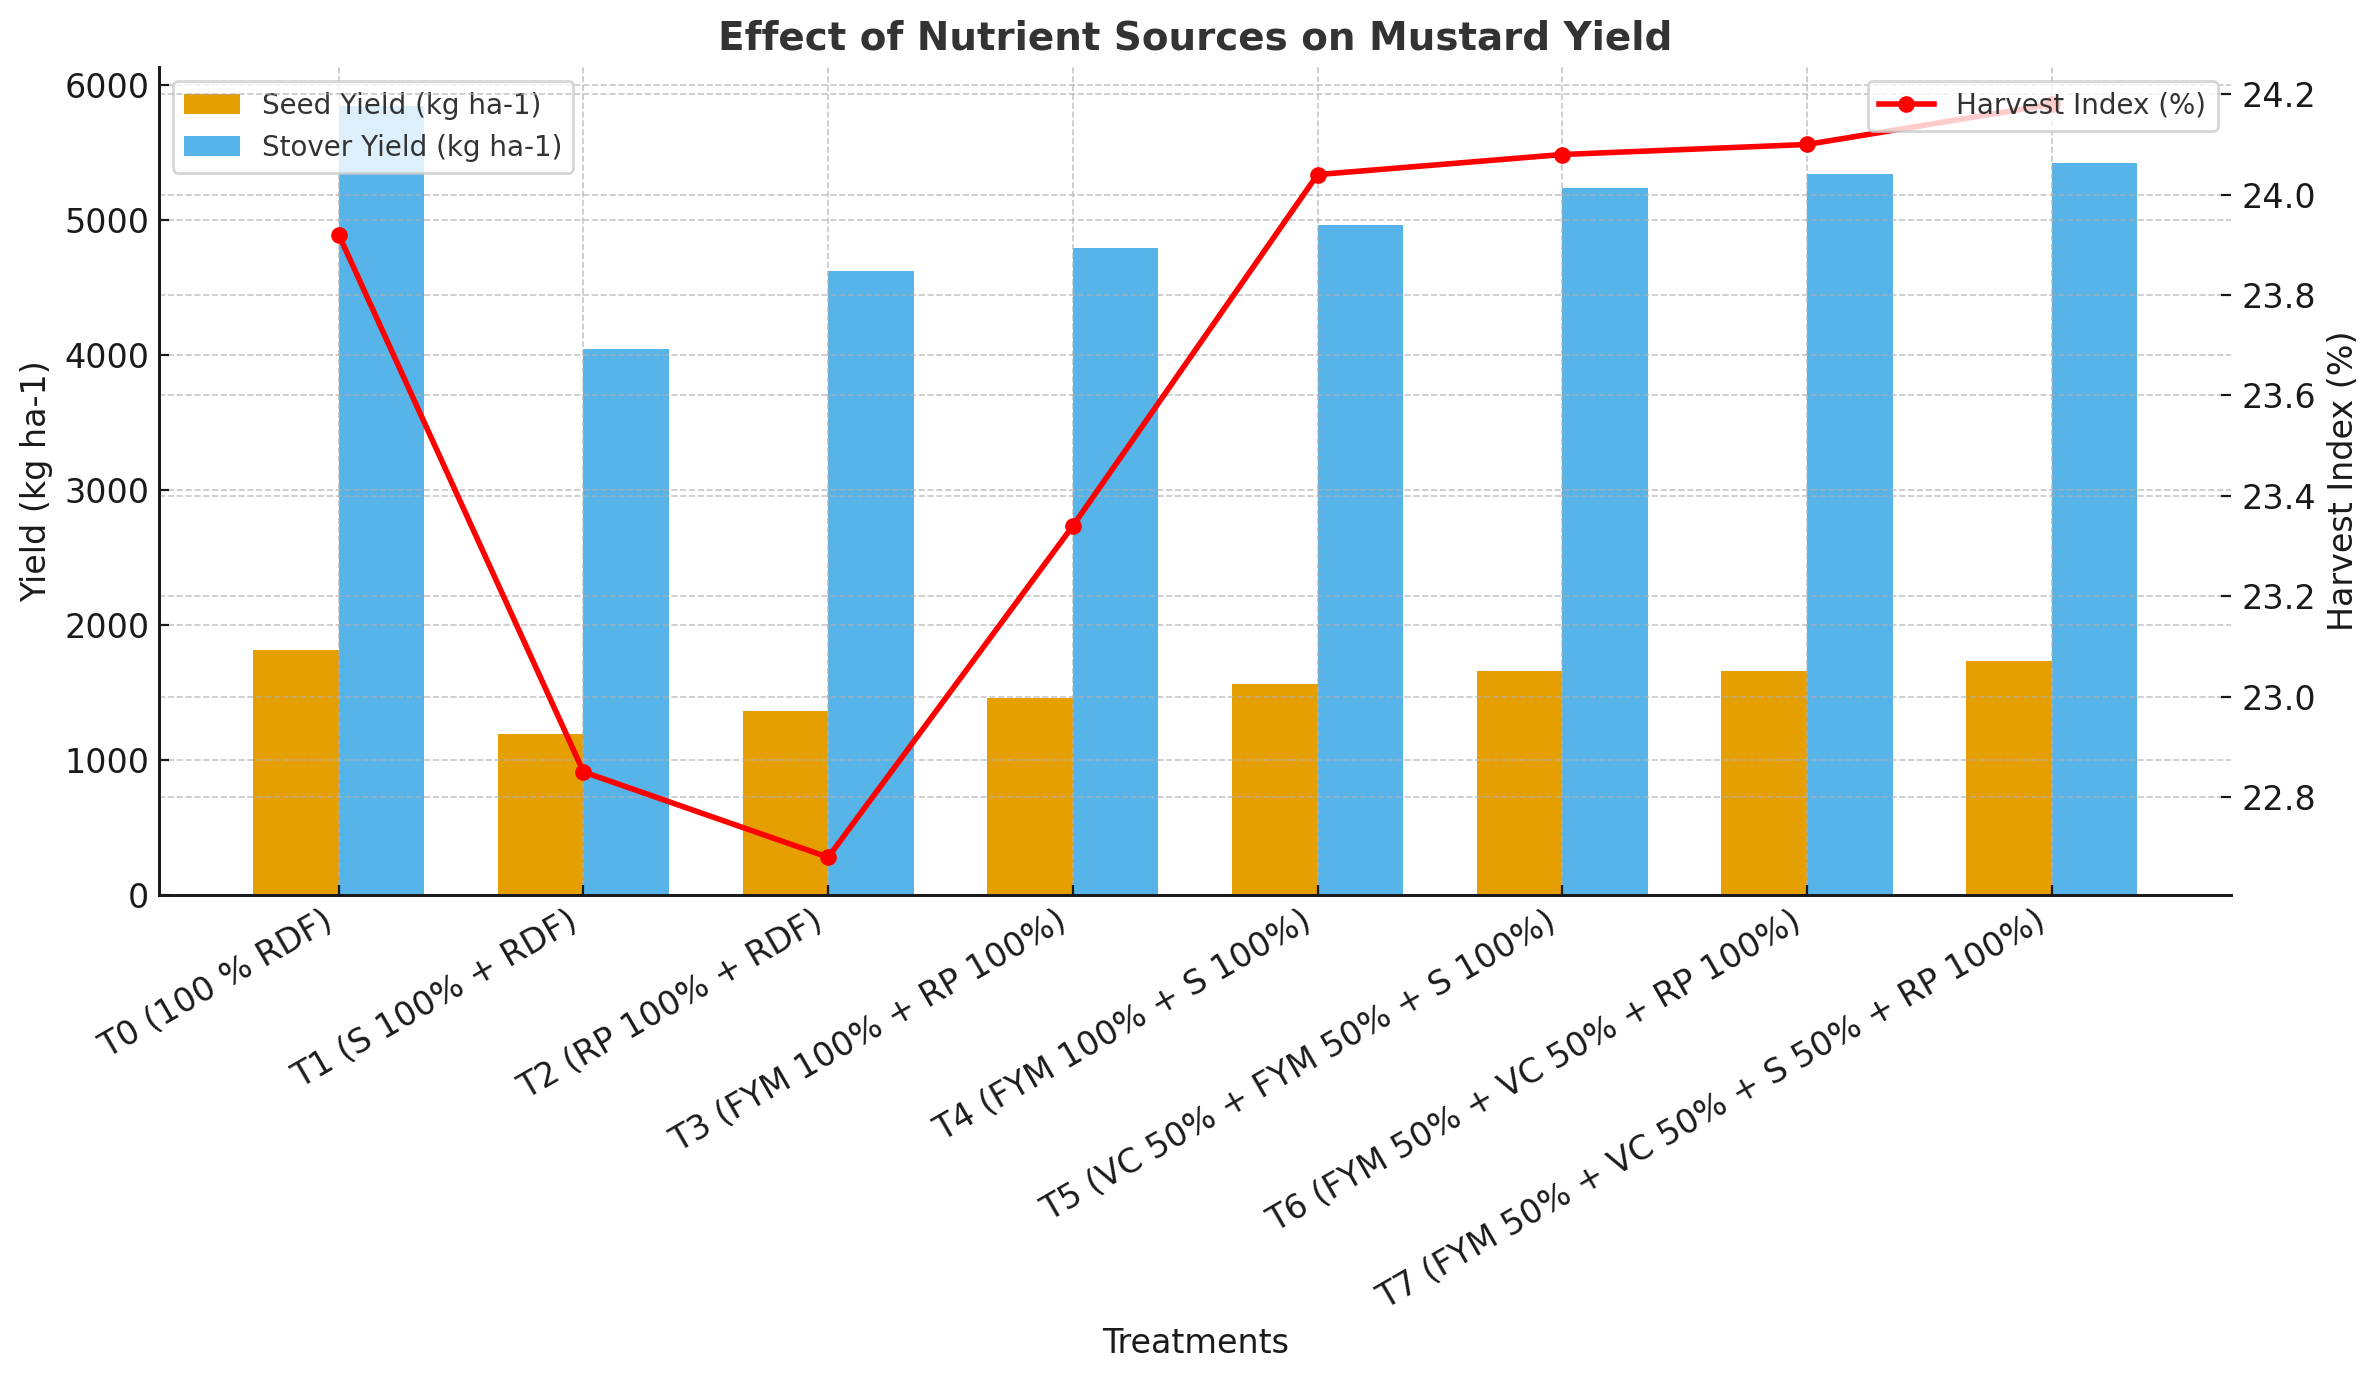 Effect of Nutrient Sources on Mustard Yield
Seed Yield (kg ha-1)
Stover Yield (kg ha-1)
Harvest Index (%)
Yield (kg ha-1)
6000
5000
4000
3000
2000
1000
0
24.2
24.0
23.8
23.6
23.4
23.2
23.0
22.8
Harvest Index (%)
T0 (100 % RDF)
T1 (S 100% + RDF)
T2 (RP 100% + RDF)
T3 (FYM 100% + RP 100%)
T4 (FYM 100% + S 100%)
T5 (VC 50% + FYM 50% + S 100%)
T6 (FYM 50% + VC 50% + RP 100%)
T7 (FYM 50% + VC 50% + S 50% + RP 100%)
Treatments